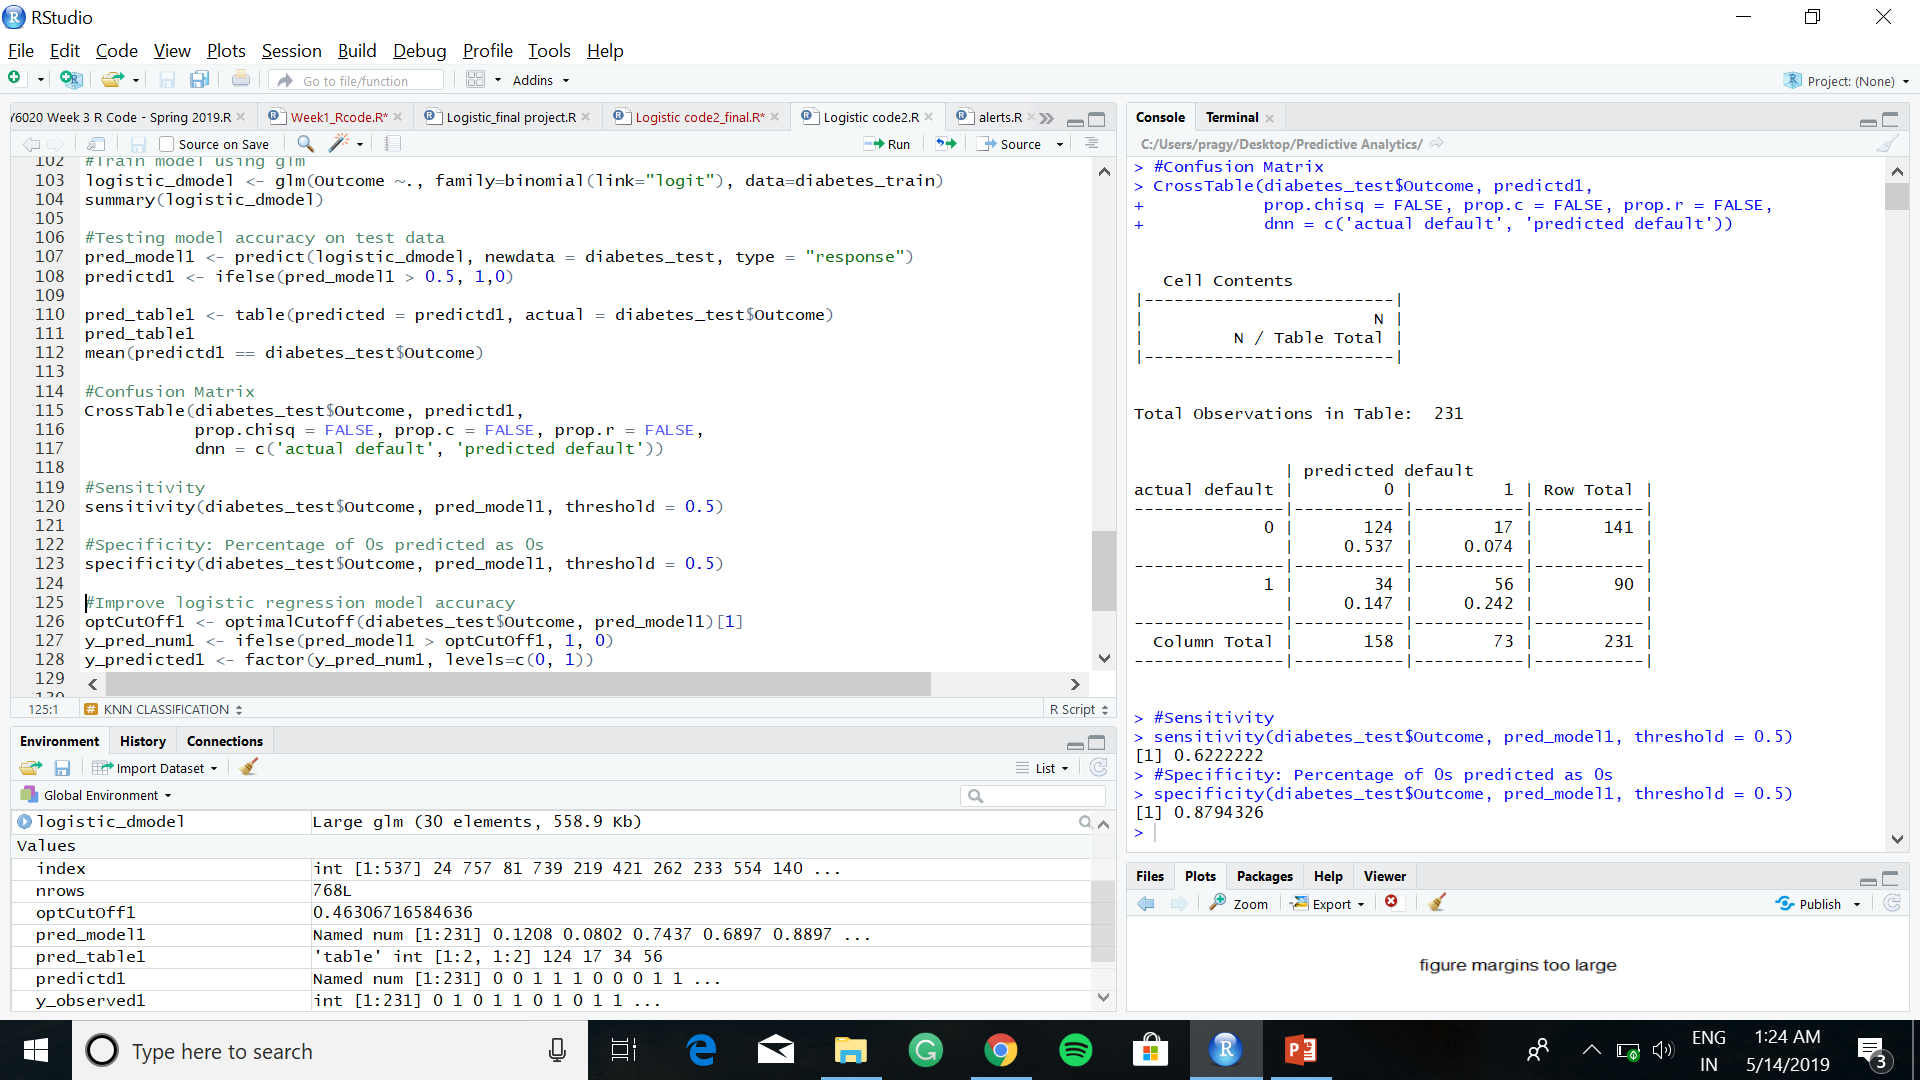 RStudio
File Edit Code View Plots Session Build Debug Profile Tools Help
Go to file/function Addins Project: (None)
Y6020 Week 3 R Code - Spring 2019.R Week1_Rcode.R* Logistic_final project.R Logistic code2_final.R* Logistic code2.R alerts.R
Source on Save Run Source
102 #Train model using glm
103 logistic_dmodel <- glm(Outcome ~., family=binomial(link="logit"), data=diabetes_train)
104 summary(logistic_dmodel)
105
106 #Testing model accuracy on test data
107 pred_model1 <- predict(logistic_dmodel, newdata = diabetes_test, type = "response")
108 predictd1 <- ifelse(pred_model1 > 0.5, 1,0)
109
110 pred_table1 <- table(predicted = predictd1, actual = diabetes_test$Outcome)
111 pred_table1
112 mean(predictd1 == diabetes_test$Outcome)
113
114 #Confusion Matrix
115 CrossTable(diabetes_test$Outcome, predictd1,
116 prop.chisq = FALSE, prop.c = FALSE, prop.r = FALSE,
117 dnn = c('actual default', 'predicted default'))
118
119 #Sensitivity
120 sensitivity(diabetes_test$Outcome, pred_model1, threshold = 0.5)
121
122 #Specificity: Percentage of 0s predicted as 0s
123 specificity(diabetes_test$Outcome, pred_model1, threshold = 0.5)
124
125 #Improve logistic regression model accuracy
126 optCutOff1 <- optimalCutoff(diabetes_test$Outcome, pred_model1)[1]
127 y_pred_num1 <- ifelse(pred_model1 > optCutOff1, 1, 0)
128 y_predicted1 <- factor(y_pred_num1, levels=c(0, 1))
129
130
125:1 # KNN CLASSIFICATION R Script
Environment History Connections
Import Dataset List
Global Environment
logistic_dmodel Large glm (30 elements, 558.9 Kb)
Values
index int [1:537] 24 757 81 739 219 421 262 233 554 140 ...
nrows 768L
optCutOff1 0.46306716584636
pred_model1 Named num [1:231] 0.1208 0.0802 0.7437 0.6897 0.8897 ...
pred_table1 'table' int [1:2, 1:2] 124 17 34 56
predictd1 Named num [1:231] 0 0 1 1 1 0 0 0 1 1 ...
y_observed1 int [1:231] 0 1 0 1 1 0 1 0 1 1 ...
Console Terminal
C:/Users/pragy/Desktop/Predictive Analytics/
> #Confusion Matrix
> CrossTable(diabetes_test$Outcome, predictd1,
+ prop.chisq = FALSE, prop.c = FALSE, prop.r = FALSE,
+ dnn = c('actual default', 'predicted default'))
Cell Contents
|-------------------------|
| N |
| N / Table Total |
|-------------------------|
Total Observations in Table: 231
| predicted default
actual default | 0 | 1 | Row Total |
---------------|-----------|-----------|-----------|
0 | 124 | 17 | 141 |
| 0.537 | 0.074 | |
---------------|-----------|-----------|-----------|
1 | 34 | 56 | 90 |
| 0.147 | 0.242 | |
---------------|-----------|-----------|-----------|
Column Total | 158 | 73 | 231 |
---------------|-----------|-----------|-----------|
> #Sensitivity
> sensitivity(diabetes_test$Outcome, pred_model1, threshold = 0.5)
[1] 0.6222222
> #Specificity: Percentage of 0s predicted as 0s
> specificity(diabetes_test$Outcome, pred_model1, threshold = 0.5)
[1] 0.8794326
>
Files Plots Packages Help Viewer
Zoom Export Publish
figure margins too large
Type here to search
ENG
IN
1:24 AM
5/14/2019
3